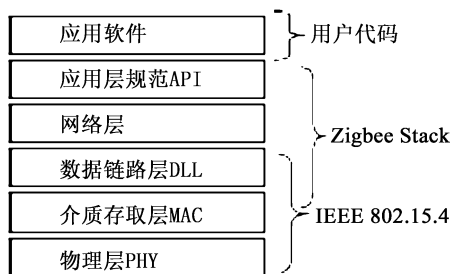 应用软件
用户代码
应用层规范API
网络层
Zigbee Stack
数据链路层DLL
介质存取层MAC
IEEE 802.15.4
物理层PHY